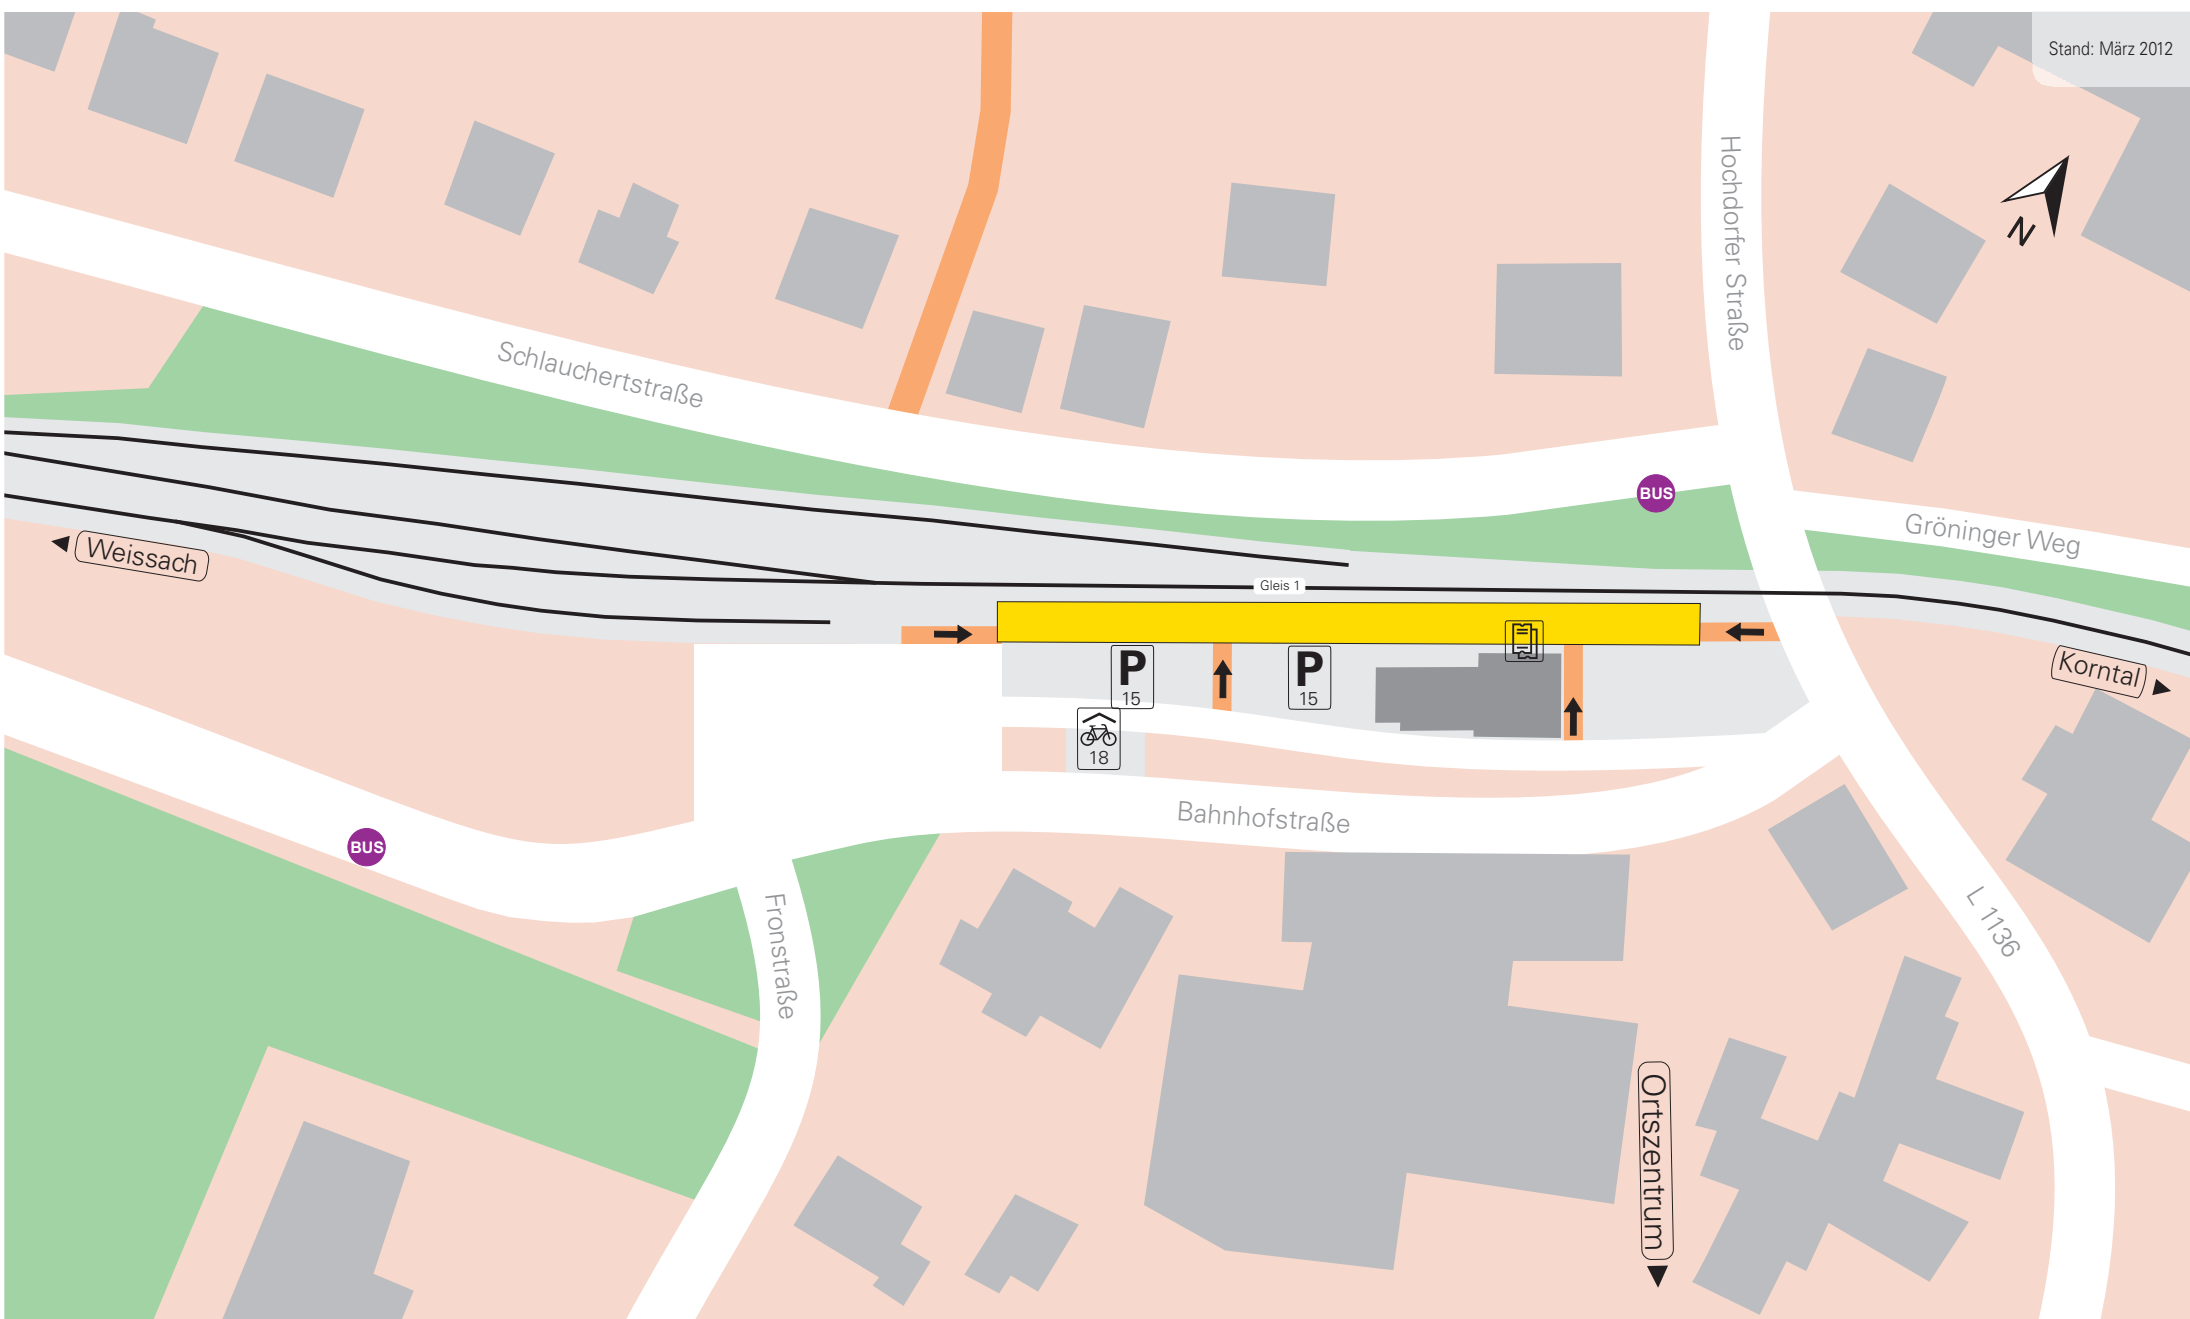 Stand: März 2012
Hochdorfer Straße
N
Schlauchertstraße
BUS
Gröninger Weg
Weissach
Gleis 1
Korntal
P
15
P
15
18
Bahnhofstraße
BUS
Fronstraße
L 1136
Ortszentrum